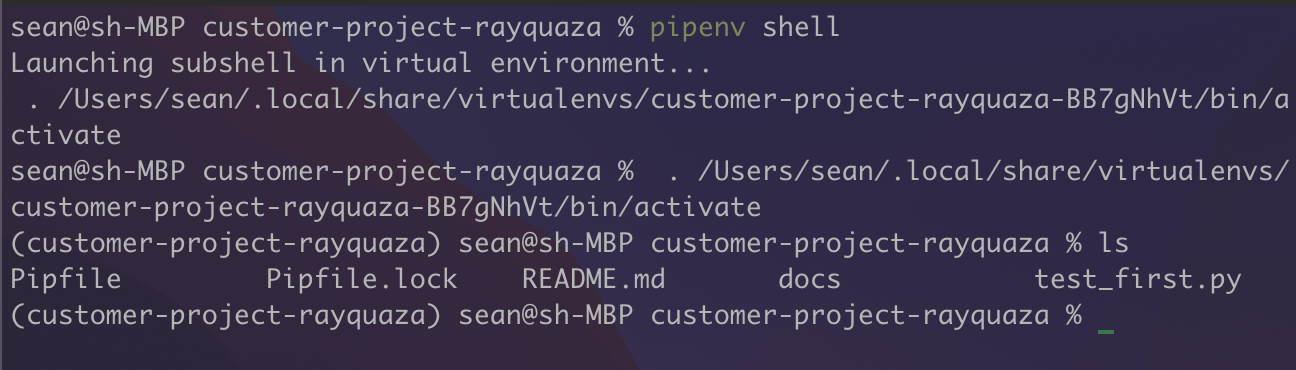 sean@sh-MBP customer-project-rayquaza % pipenv shell
Launching subshell in virtual environment...
 . /Users/sean/.local/share/virtualenvs/customer-project-rayquaza-BB7gNhVt/bin/a
ctivate
sean@sh-MBP customer-project-rayquaza %  . /Users/sean/.local/share/virtualenvs/
customer-project-rayquaza-BB7gNhVt/bin/activate
(customer-project-rayquaza) sean@sh-MBP customer-project-rayquaza % ls
Pipfile         Pipfile.lock    README.md       docs            test_first.py
(customer-project-rayquaza) sean@sh-MBP customer-project-rayquaza % _